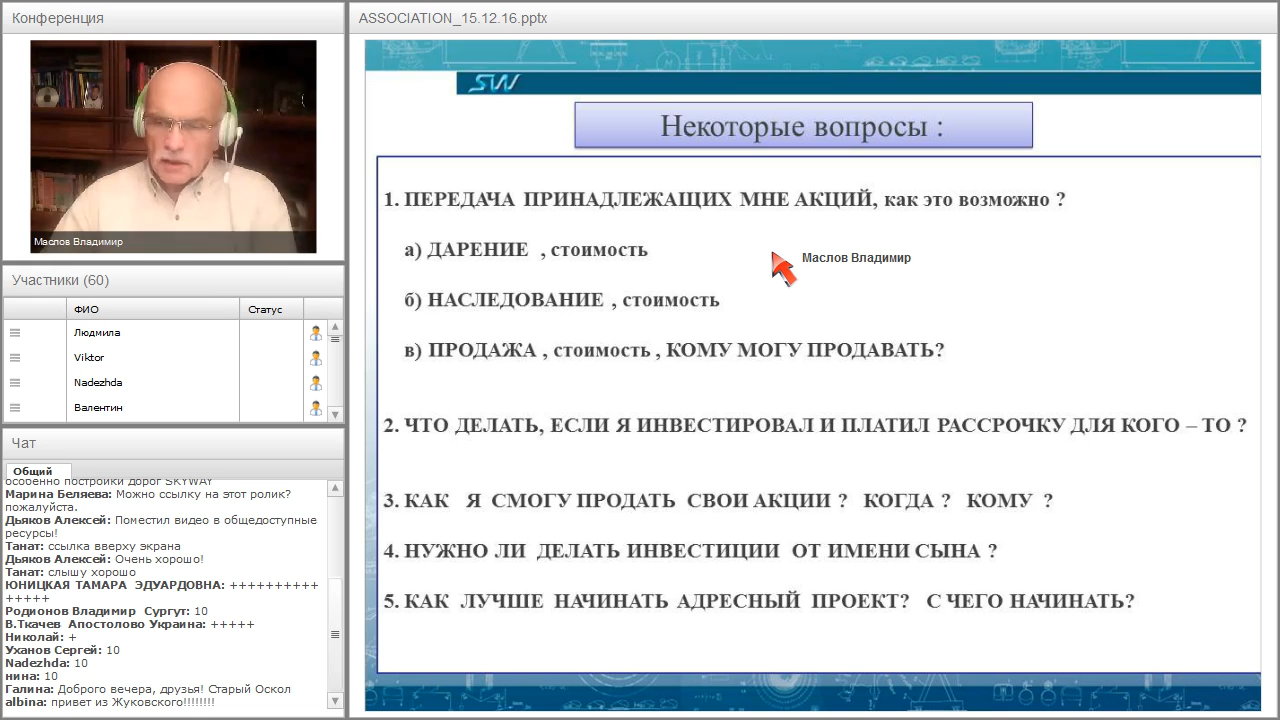 Конференция
Маслов Владимир
Участники (60)
ФИО
Статус
Людмила
Viktor
Nadezhda
Валентин
Чат
Общий
особенно постройки дорог SKYWAY
Марина Беляева: Можно ссылку на этот ролик?
пожалуйста.
Дьяков Алексей: Поместил видео в общедоступные
ресурсы!
Танат: ссылка вверху экрана
Дьяков Алексей: Очень хорошо!
Танат: слышу хорошо
ЮНИЦКАЯ ТАМАРА ЭДУАРДОВНА: ++++++++++
+++++
Родионов Владимир Сургут: 10
В.Ткачев Апостолово Украина: +++++
Николай: +
Уханов Сергей: 10
Nadezhda: 10
нина: 10
Галина: Доброго вечера, друзья! Старый Оскол
ASSOCIATION_15.12.16.pptx
SW
Некоторые вопросы :
1. ПЕРЕДАЧА ПРИНАДЛЕЖАЩИХ МНЕ АКЦИЙ, как это возможно ?
а) ДАРЕНИЕ , стоимость
Маслов Владимир
б) НАСЛЕДОВАНИЕ , стоимость
в) ПРОДАЖА , стоимость , КОМУ МОГУ ПРОДАВАТЬ?
2. ЧТО ДЕЛАТЬ, ЕСЛИ Я ИНВЕСТИРОВАЛ И ПЛАТИЛ РАССРОЧКУ ДЛЯ КОГО – ТО ?
3. КАК Я СМОГУ ПРОДАТЬ СВОИ АКЦИИ ? КОГДА ? КОМУ ?
4. НУЖНО ЛИ ДЕЛАТЬ ИНВЕСТИЦИИ ОТ ИМЕНИ СЫНА ?
5. КАК ЛУЧШЕ НАЧИНАТЬ АДРЕСНЫЙ ПРОЕКТ? С ЧЕГО НАЧИНАТЬ?